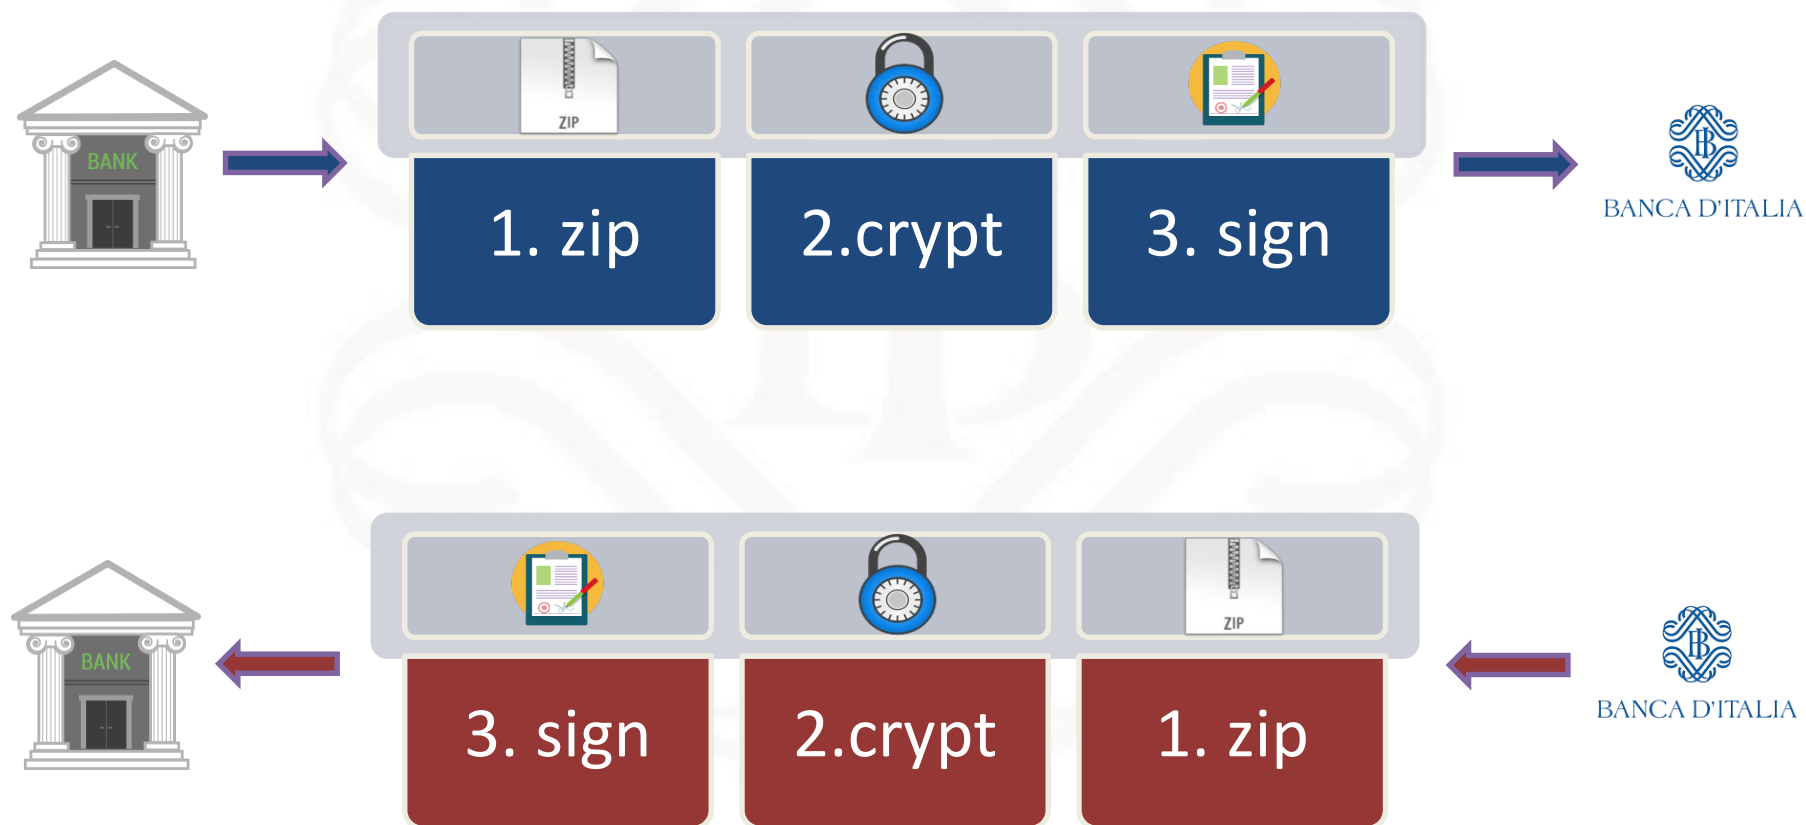 ZIP
BANK
BANCA D'ITALIA
1. zip
2.crypt
3. sign
ZIP
BANK
BANCA D'ITALIA
3. sign
2.crypt
1. zip